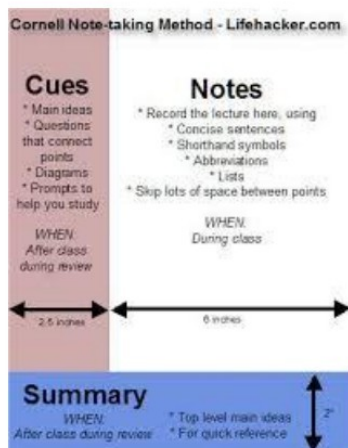 Cornell Note-taking Method - Lifehacker.com
Cues
* Main ideas
* Questions
that connect
points
* Diagrams
* Prompts to
help you study
WHEN:
After class
during review
2.5 inches
Notes
* Record the lecture here, using
* Concise sentences
* Shorthand symbols
* Abbreviations
* Lists
* Skip lots of space between points
WHEN:
During class
6 inches
Summary
WHEN:
After class during review
* Top level main ideas
* For quick reference
2"